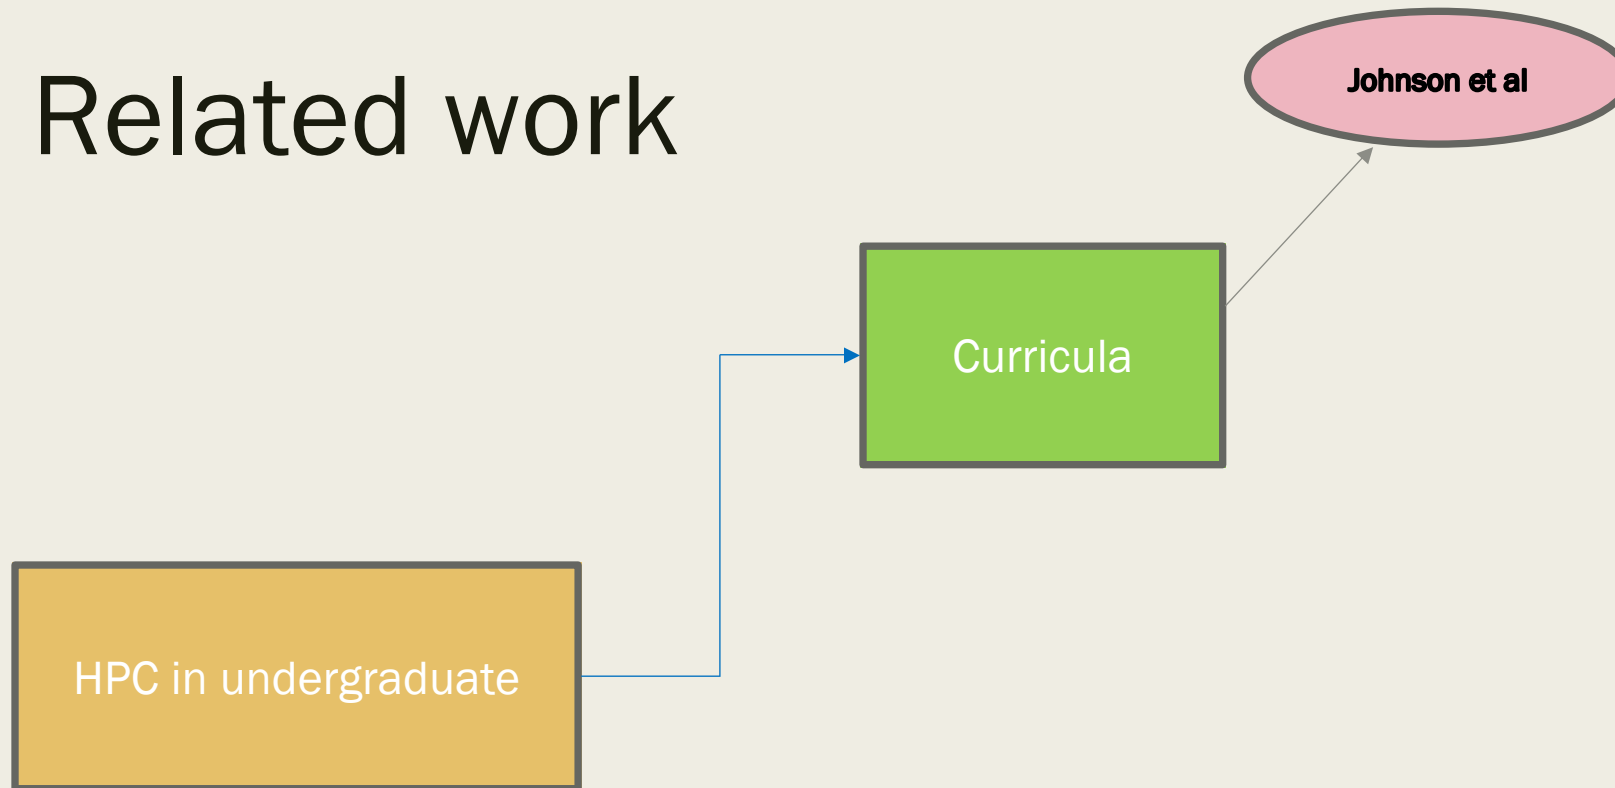 Related work
Johnson et al
Curricula
HPC in undergraduate